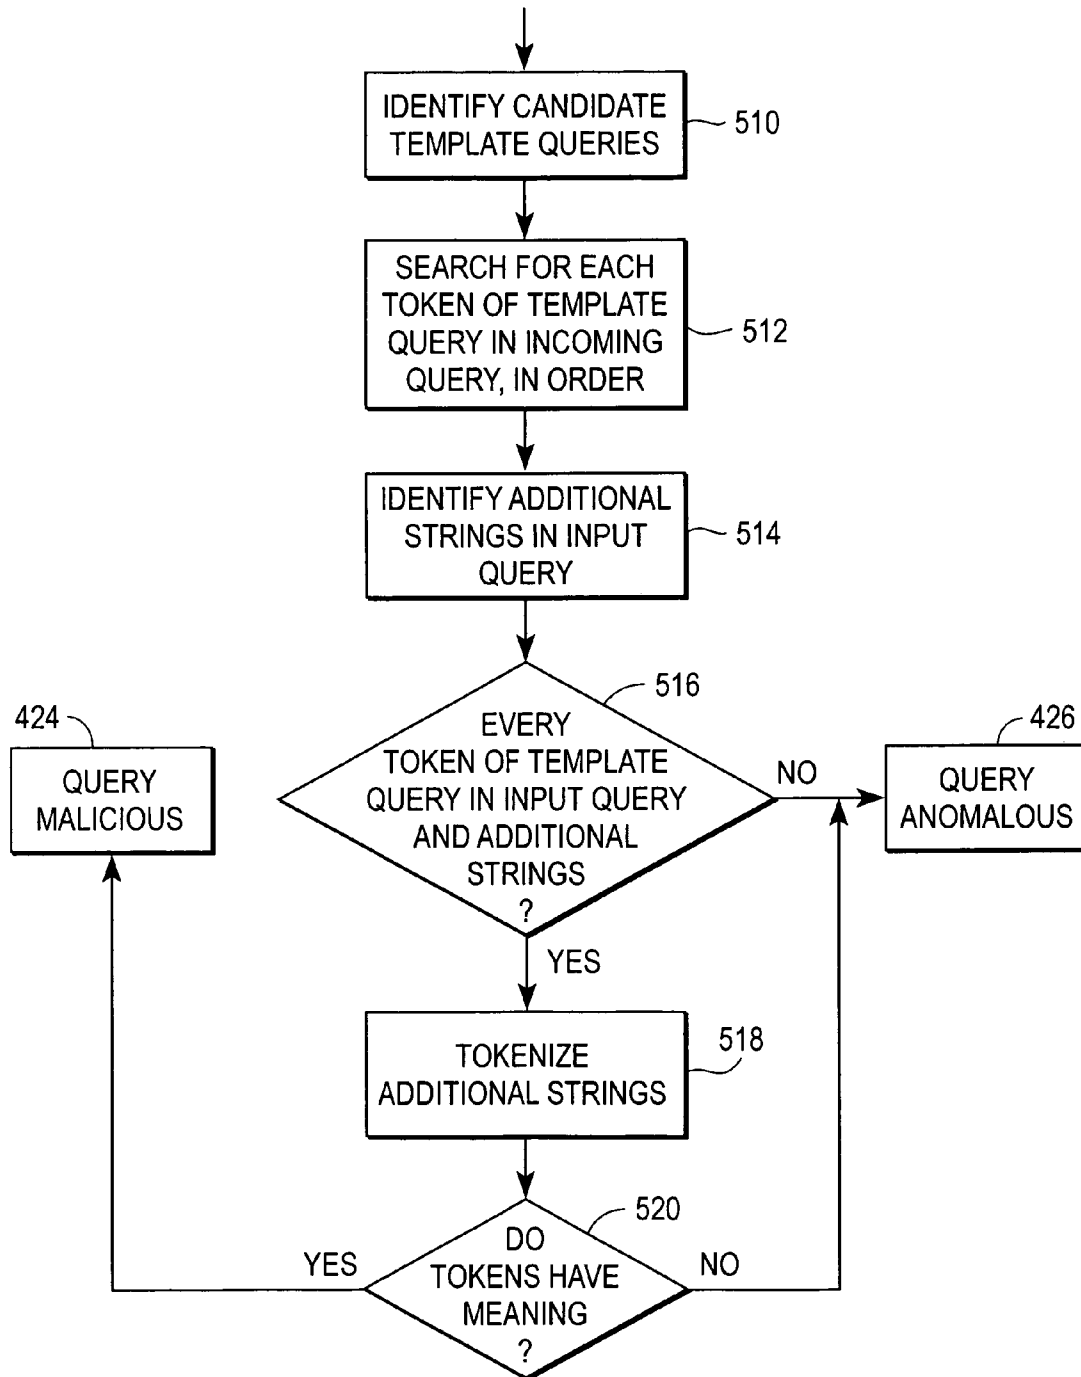 IDENTIFY CANDIDATE
TEMPLATE QUERIES
510
SEARCH FOR EACH
TOKEN OF TEMPLATE
QUERY IN INCOMING
QUERY, IN ORDER
512
IDENTIFY ADDITIONAL
STRINGS IN INPUT
QUERY
514
516
EVERY
TOKEN OF TEMPLATE
QUERY IN INPUT QUERY
AND ADDITIONAL
STRINGS
?
424
QUERY
MALICIOUS
NO
426
QUERY
ANOMALOUS
YES
TOKENIZE
ADDITIONAL STRINGS
518
520
DO
TOKENS HAVE
MEANING
?
YES
NO